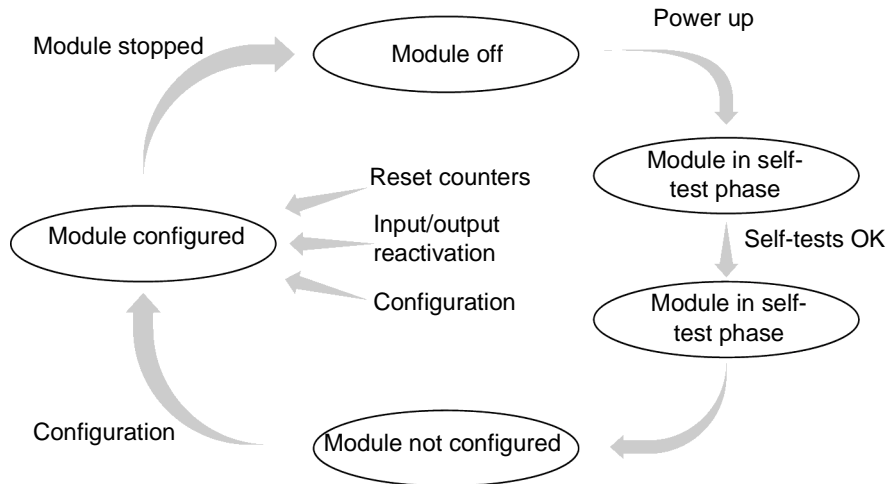 Module stopped
Module off
Power up
Module in self-
test phase
Self-tests OK
Module in self-
test phase
Reset counters
Input/output
reactivation
Configuration
Module configured
Configuration
Module not configured